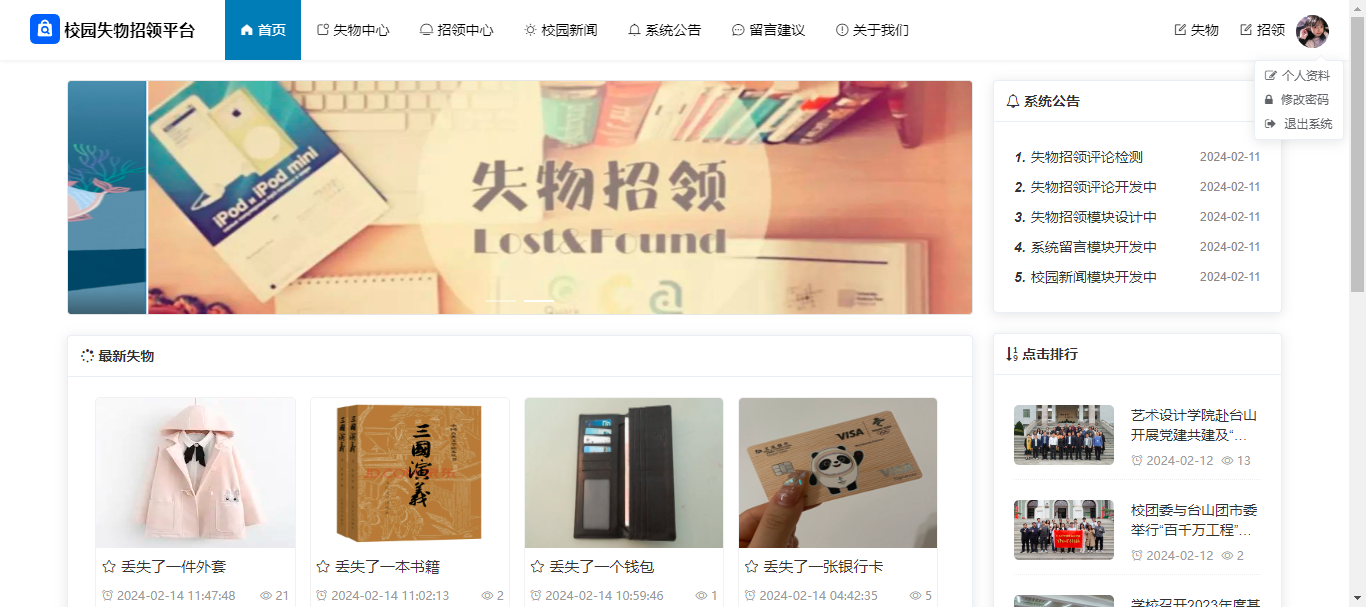 校园失物招领平台
首页 失物中心 招领中心 校园新闻 系统公告 留言建议 关于我们
失物 招领
个人资料
修改密码
退出系统
iPod x iPod mini
失物招领
Lost&Found
系统公告
1. 失物招领评论检测 2024-02-11
2. 失物招领评论开发中 2024-02-11
3. 失物招领模块设计中 2024-02-11
4. 系统留言模块开发中 2024-02-11
5. 校园新闻模块开发中 2024-02-11
最新失物
三國演義
VISA
丢失了一件外套
2024-02-14 11:47:48 21
丢失了一本书籍
2024-02-14 11:02:13 2
丢失了一个钱包
2024-02-14 10:59:46 1
丢失了一张银行卡
2024-02-14 04:42:35 5
点击排行
艺术设计学院赴台山
开展党建共建及“…
2024-02-12 13
校团委与台山团市委
举行“百千万工程”…
2024-02-12 2
学校召开2023年度基